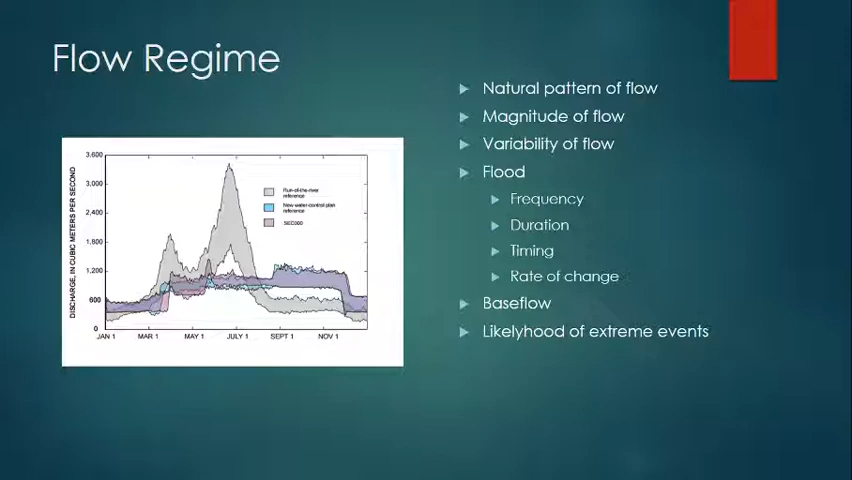 Flow Regime
Natural pattern of flow
Magnitude of flow
Variability of flow
Flood
Frequency
Duration
Timing
Rate of change
Baseflow
Likelyhood of extreme events
DISCHARGE, IN CUBIC METERS PER SECOND
3,600
3,000
2,400
1,800
1,200
600
0
JAN 1 MAR 1 MAY 1 JULY 1 SEPT 1 NOV 1
Run-of-the-river
reference
New water-control plan
reference